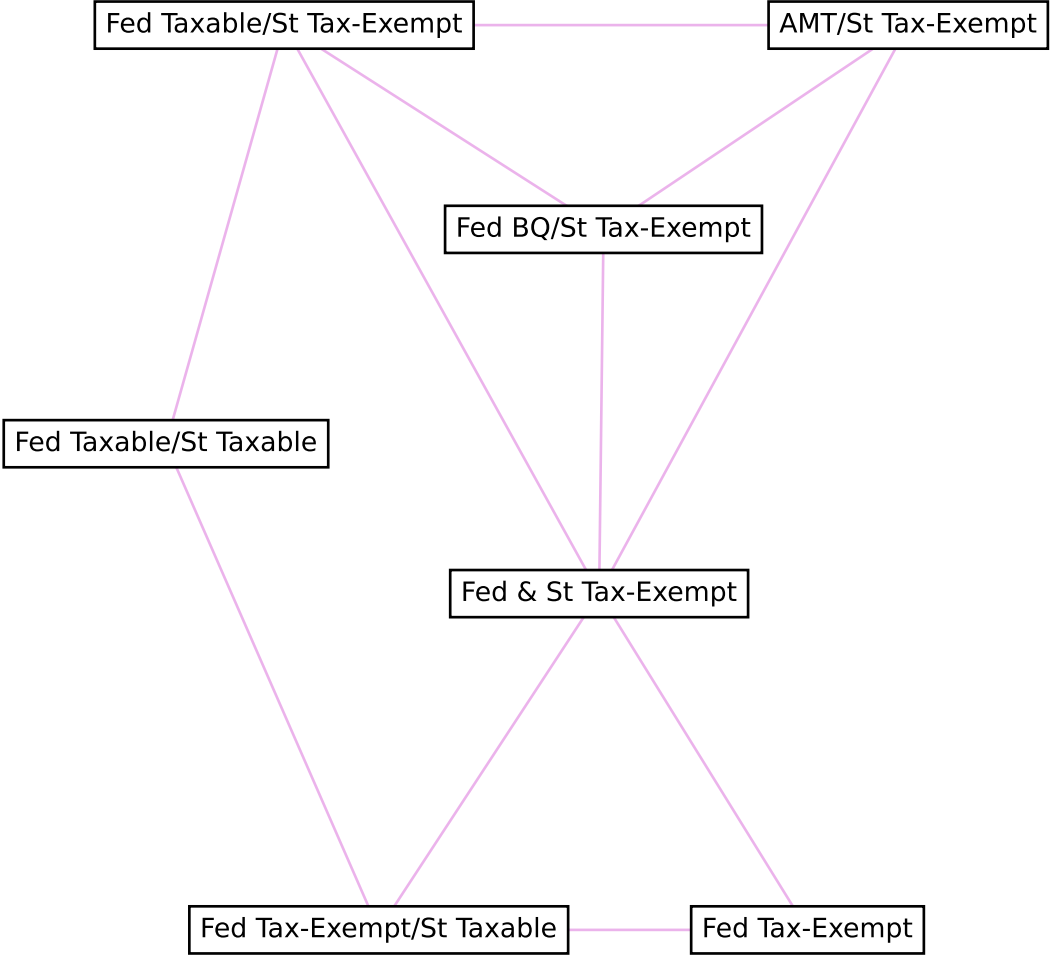 Fed Taxable/St Tax-Exempt
AMT/St Tax-Exempt
Fed BQ/St Tax-Exempt
Fed Taxable/St Taxable
Fed & St Tax-Exempt
Fed Tax-Exempt/St Taxable
Fed Tax-Exempt